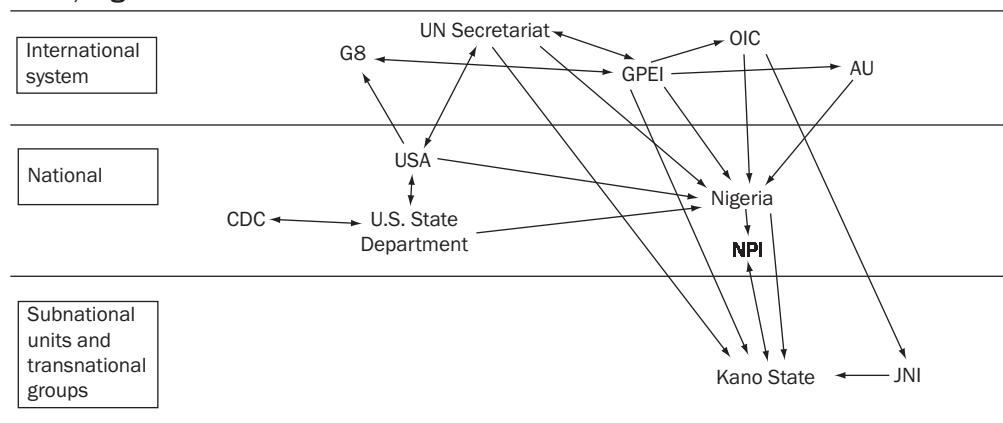 International
system
G8
UN Secretariat
GPEI
OIC
AU
National
USA
CDC
U.S. State
Department
Nigeria
NPI
Subnational
units and
transnational
groups
Kano State
JNI